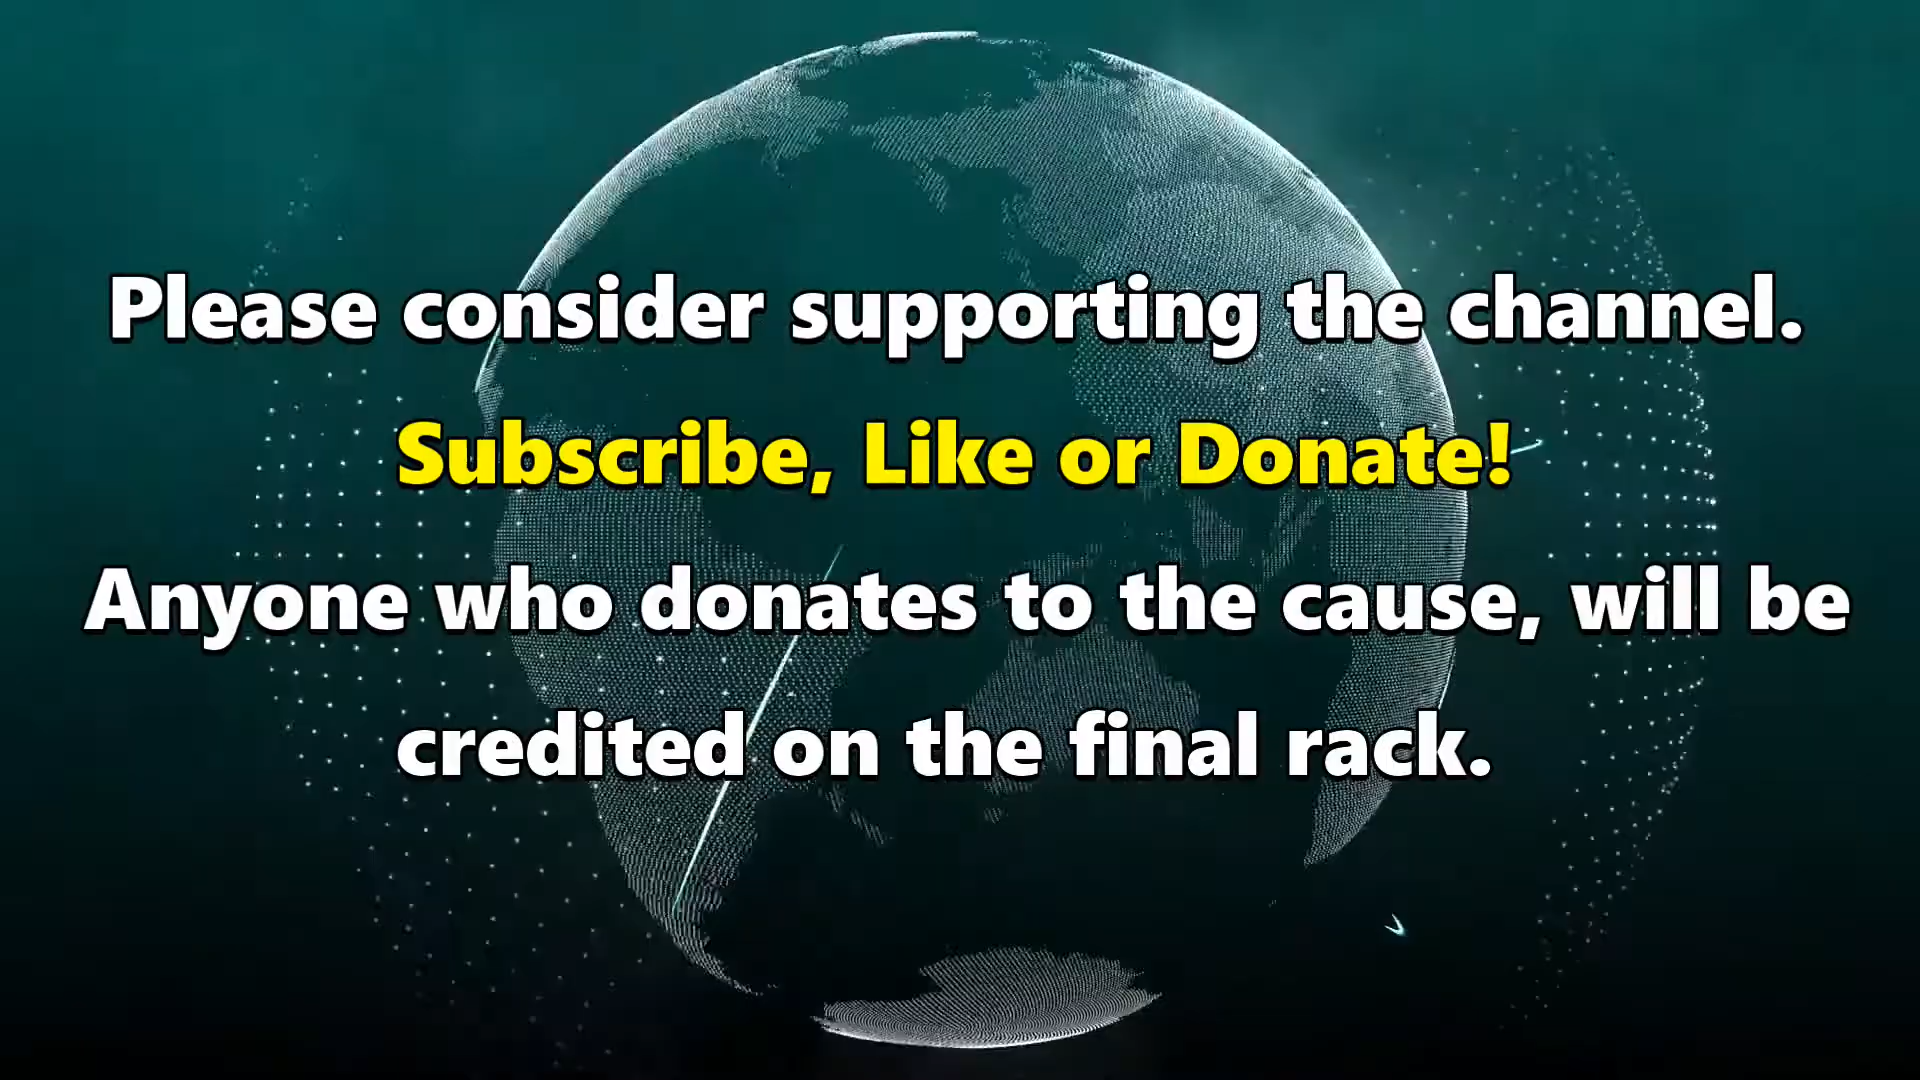 Please consider supporting the channel.
Subscribe, Like or Donate!
Anyone who donates to the cause, will be
credited on the final rack.